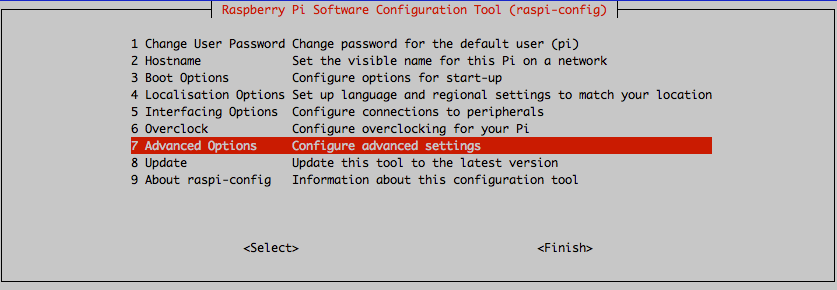 Raspberry Pi Software Configuration Tool (raspi-config)
1 Change User Password Change password for the default user (pi)
2 Hostname Set the visible name for this Pi on a network
3 Boot Options Configure options for start-up
4 Localisation Options Set up language and regional settings to match your location
5 Interfacing Options Configure connections to peripherals
6 Overclock Configure overclocking for your Pi
7 Advanced Options Configure advanced settings
8 Update Update this tool to the latest version
9 About raspi-config Information about this configuration tool
<Select> <Finish>